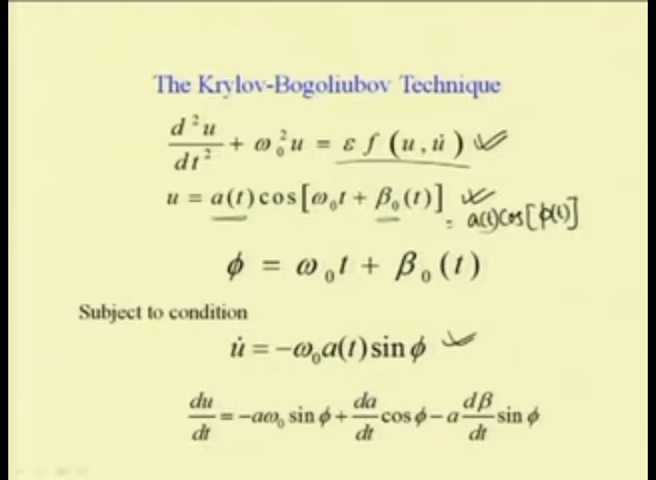 The Krylov-Bogoliubov Technique
d²u/dt² + ω₀²u = ε f (u, u̇)
u = a(t) cos[ω₀t + β₀(t)]
= a(t)cos[ϕ(t)]
ϕ = ω₀t + β₀(t)
Subject to condition
u̇ = -ω₀a(t) sin ϕ
du/dt = -aω₀ sin ϕ + da/dt cos ϕ - a dβ/dt sin ϕ